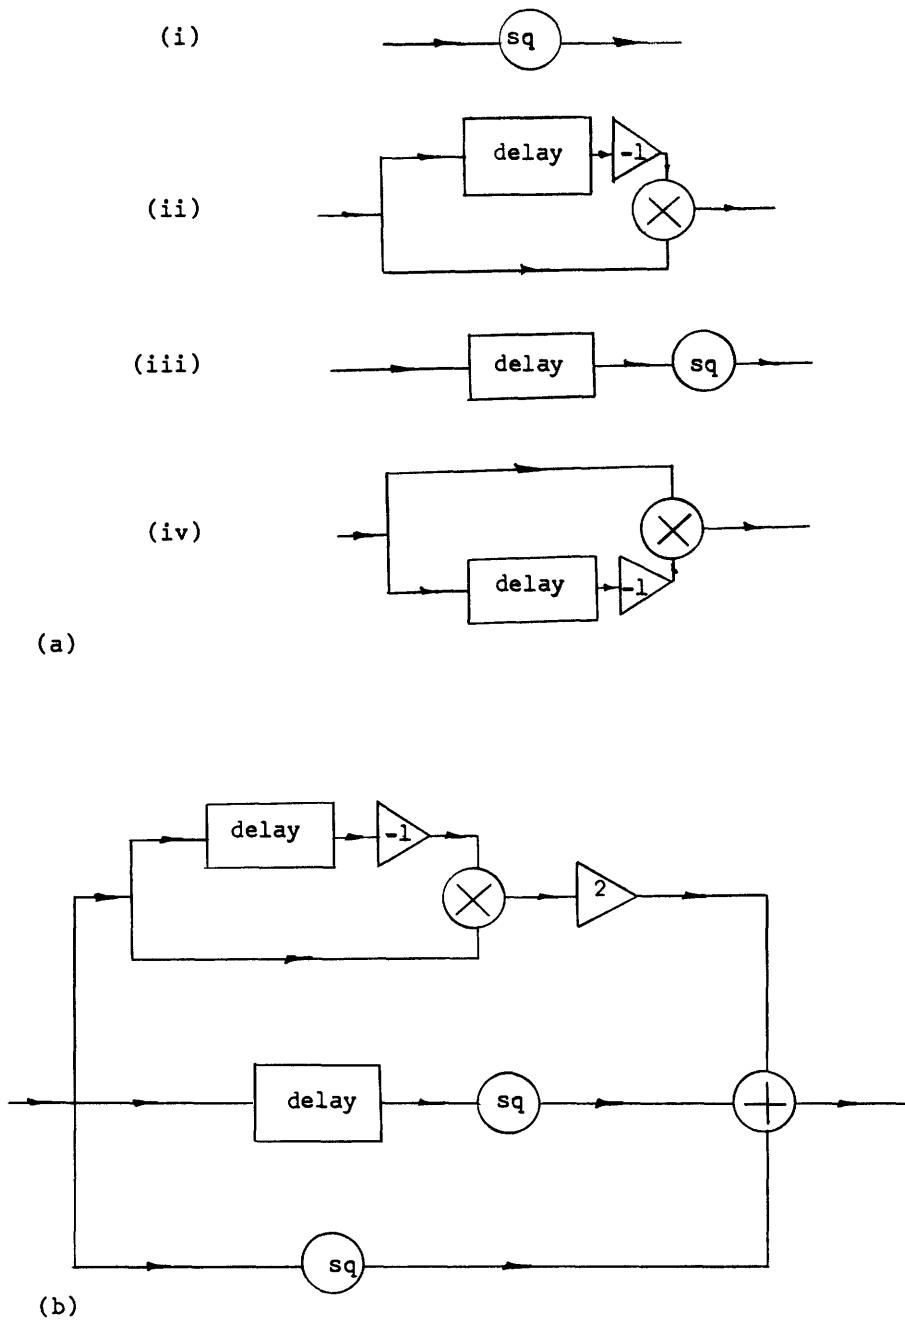 (i)
sq
delay
-1
(ii)
(iii)
delay
sq
(iv)
delay
-1
(a)
delay
-1
2
delay
sq
sq
(b)